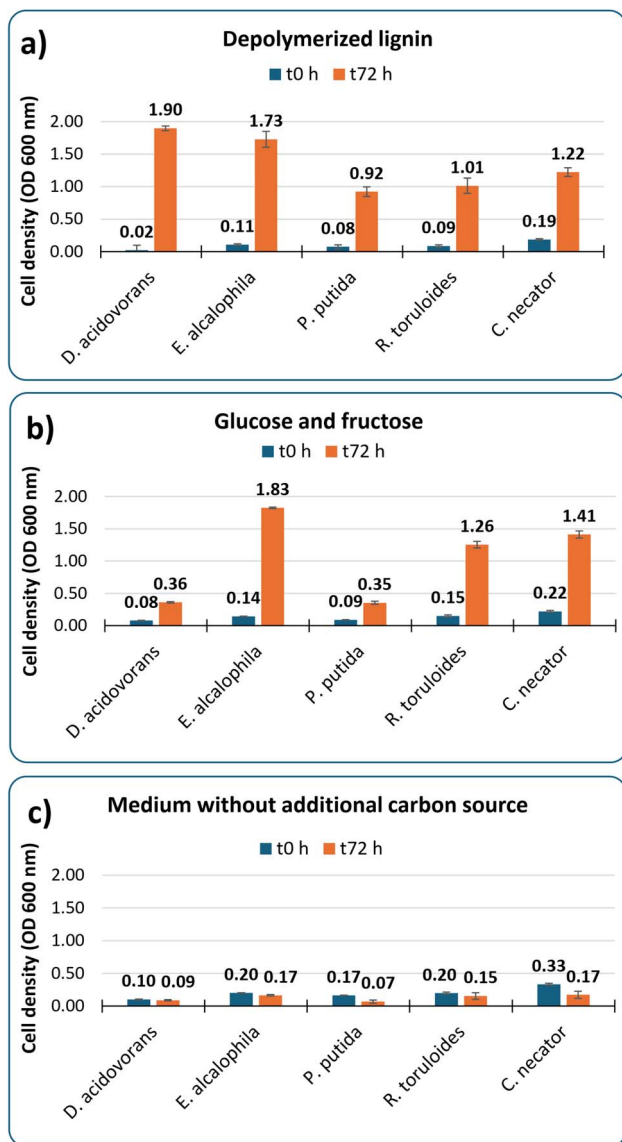 a)
Depolymerized lignin
t0 h t72 h
Cell density (OD 600 nm)
2.00
1.50
1.00
0.50
0.00
0.02 1.90 0.11 1.73 0.08 0.92 0.09 1.01 0.19 1.22
D. acidovorans E. alcalophila P. putida R. toruloides C. necator
b)
Glucose and fructose
t0 h t72 h
Cell density (OD 600 nm)
2.00
1.50
1.00
0.50
0.00
0.08 0.36 0.14 1.83 0.09 0.35 0.15 1.26 0.22 1.41
D. acidovorans E. alcalophila P. putida R. toruloides C. necator
c)
Medium without additional carbon source
t0 h t72 h
Cell density (OD 600 nm)
2.00
1.50
1.00
0.50
0.00
0.10 0.09 0.20 0.17 0.17 0.07 0.20 0.15 0.33 0.17
D. acidovorans E. alcalophila P. putida R. toruloides C. necator